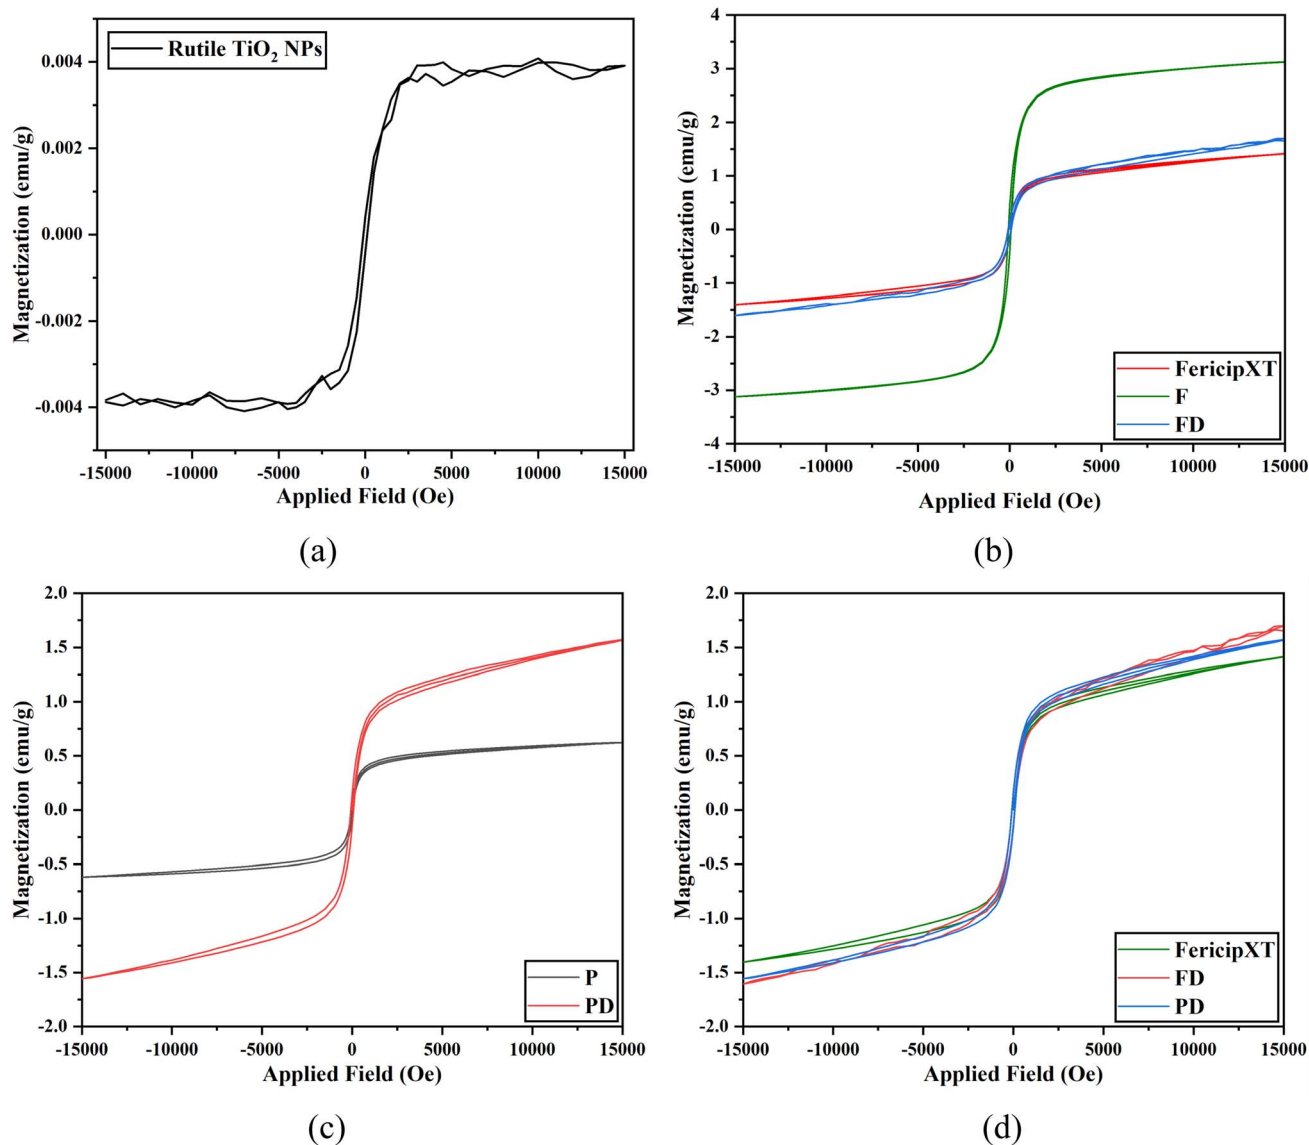 Rutile TiO₂ NPs
0.004
0.002
0.000
-0.002
-0.004
Magnetization (emu/g)
-15000 -10000 -5000 0 5000 10000 15000
Applied Field (Oe)
(a)
4
3
2
1
0
-1
-2
-3
-4
Magnetization (emu/g)
FericipXT
F
FD
-15000 -10000 -5000 0 5000 10000 15000
Applied Field (Oe)
(b)
2.0
1.5
1.0
0.5
0.0
-0.5
-1.0
-1.5
-2.0
Magnetization (emu/g)
P
PD
-15000 -10000 -5000 0 5000 10000 15000
Applied Field (Oe)
(c)
2.0
1.5
1.0
0.5
0.0
-0.5
-1.0
-1.5
-2.0
Magnetization (emu/g)
FericipXT
FD
PD
-15000 -10000 -5000 0 5000 10000 15000
Applied Field (Oe)
(d)